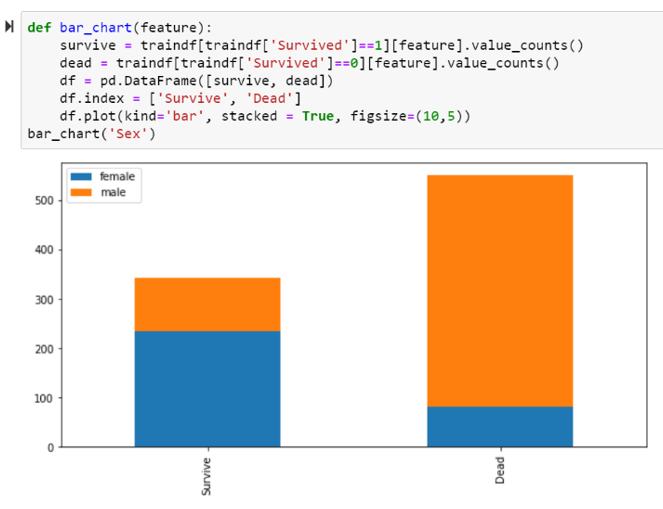 def bar_chart(feature):
    survive = traindf[traindf['Survived']==1][feature].value_counts()
    dead = traindf[traindf['Survived']==0][feature].value_counts()
    df = pd.DataFrame([survive, dead])
    df.index = ['Survive', 'Dead']
    df.plot(kind='bar', stacked = True, figsize=(10,5))
bar_chart('Sex')
female
male
500
400
300
200
100
0
Survive
Dead